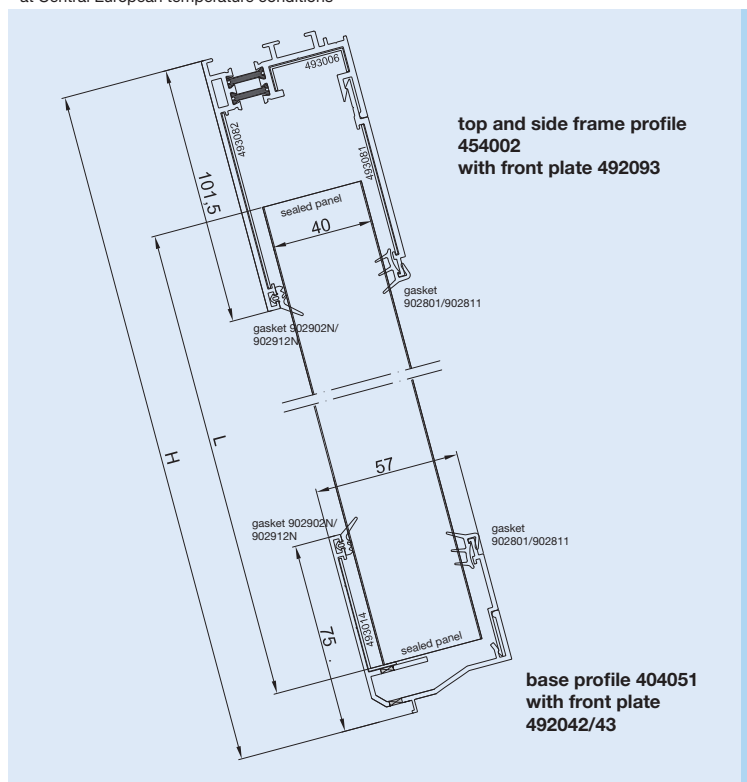 at Central European temperature conditions
493006
top and side frame profile
454002
with front plate 492093
493082
493081
101,5
sealed panel
40
gasket
902801/902811
gasket 902902N/
902912N
L
H
57
gasket 902902N/
902912N
gasket
902801/902811
75
493014
sealed panel
base profile 404051
with front plate
492042/43